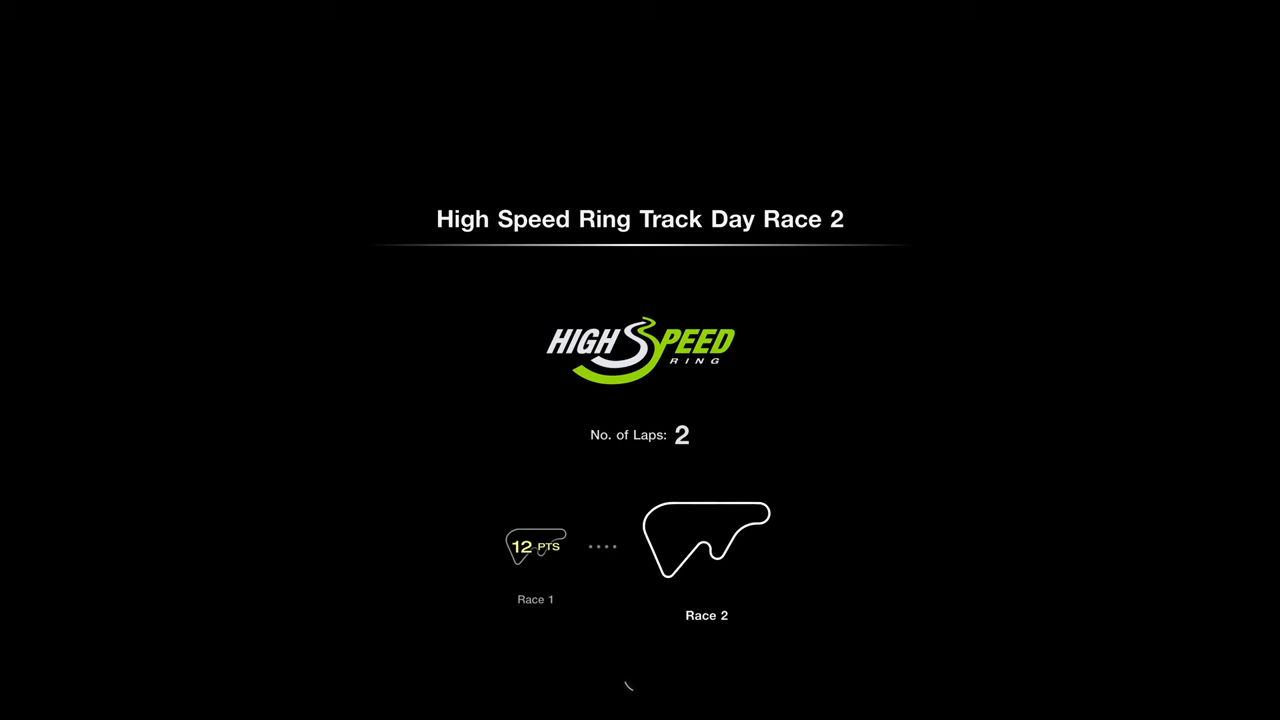 High Speed Ring Track Day Race 2
HIGH SPEED
RING
No. of Laps: 2
12 PTS
Race 1
Race 2